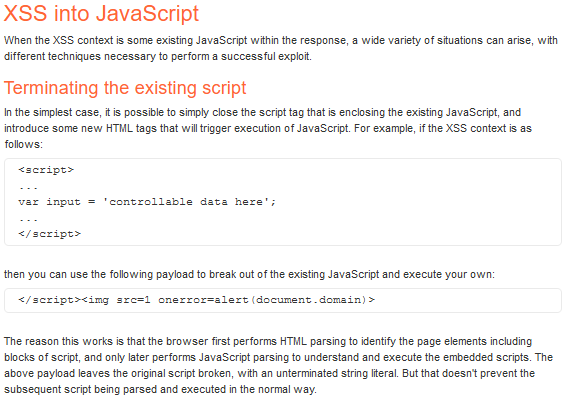 XSS into JavaScript
When the XSS context is some existing JavaScript within the response, a wide variety of situations can arise, with
different techniques necessary to perform a successful exploit.
Terminating the existing script
In the simplest case, it is possible to simply close the script tag that is enclosing the existing JavaScript, and
introduce some new HTML tags that will trigger execution of JavaScript. For example, if the XSS context is as
follows:
<script>
...
var input = 'controllable data here';
...
</script>
then you can use the following payload to break out of the existing JavaScript and execute your own:
</script><img src=1 onerror=alert(document.domain)>
The reason this works is that the browser first performs HTML parsing to identify the page elements including
blocks of script, and only later performs JavaScript parsing to understand and execute the embedded scripts. The
above payload leaves the original script broken, with an unterminated string literal. But that doesn't prevent the
subsequent script being parsed and executed in the normal way.